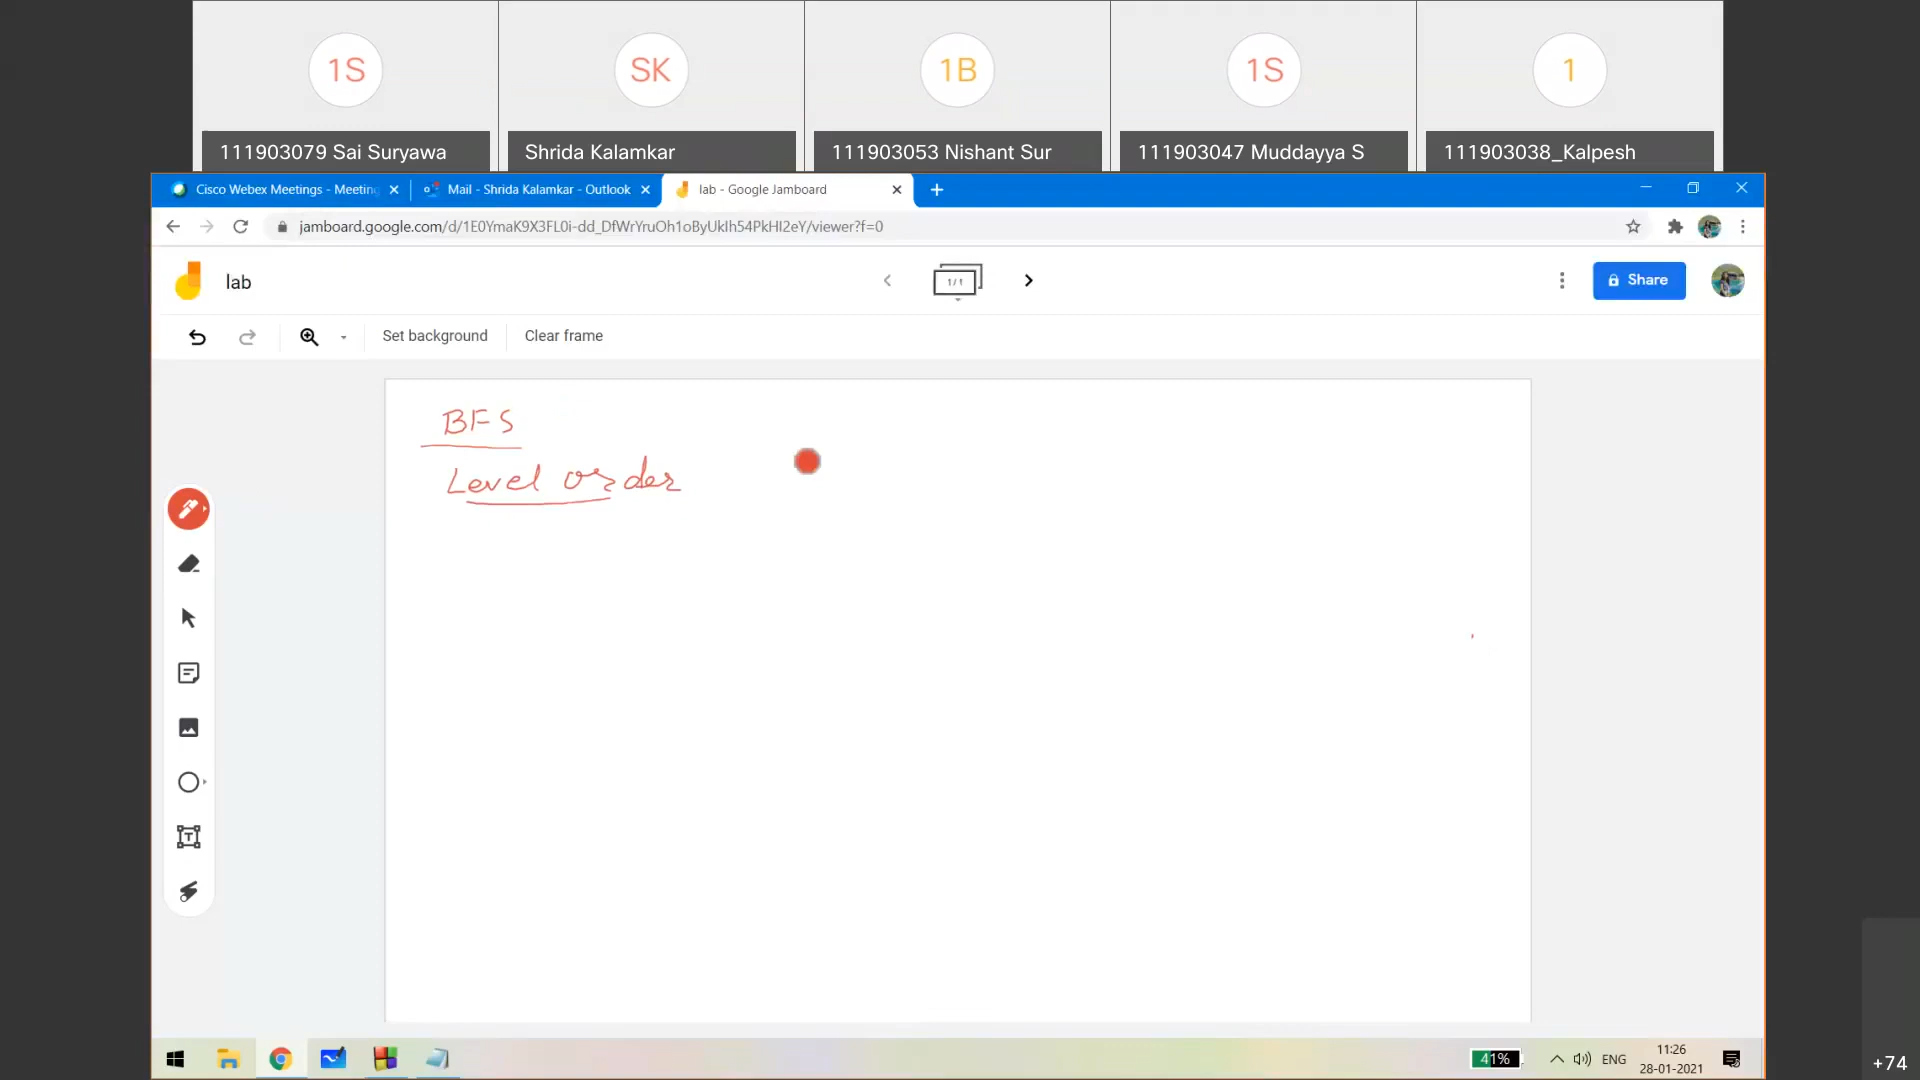 1S
SK
1B
1S
1
111903079 Sai Suryawa
Shrida Kalamkar
111903053 Nishant Sur
111903047 Muddayya S
111903038_Kalpesh
Cisco Webex Meetings - Meeting
Mail - Shrida Kalamkar - Outlook
lab - Google Jamboard
jamboard.google.com/d/1E0YmaK9X3FL0i-dd_DfWrYruOh1oByUkIh54PkHI2eY/viewer?f=0
lab
1/1
Share
Set background
Clear frame
BFS
Level order
41%
ENG
11:26
28-01-2021
+74